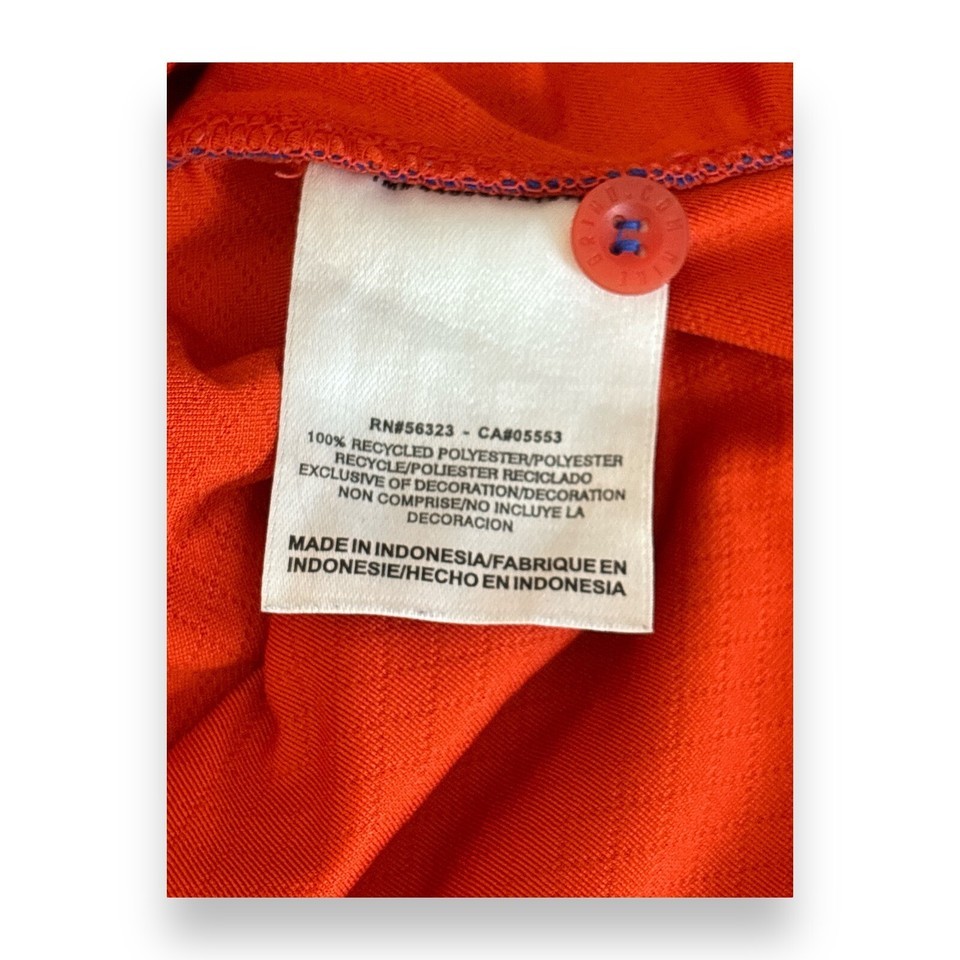 RN#56323 - CA#05553
100% RECYCLED POLYESTER/POLYESTER
RECYCLE/POLIESTER RECICLADO
EXCLUSIVE OF DECORATION/DECORATION
NON COMPRISE/NO INCLUYE LA
DECORACION
MADE IN INDONESIA/FABRIQUE EN
INDONESIE/HECHO EN INDONESIA